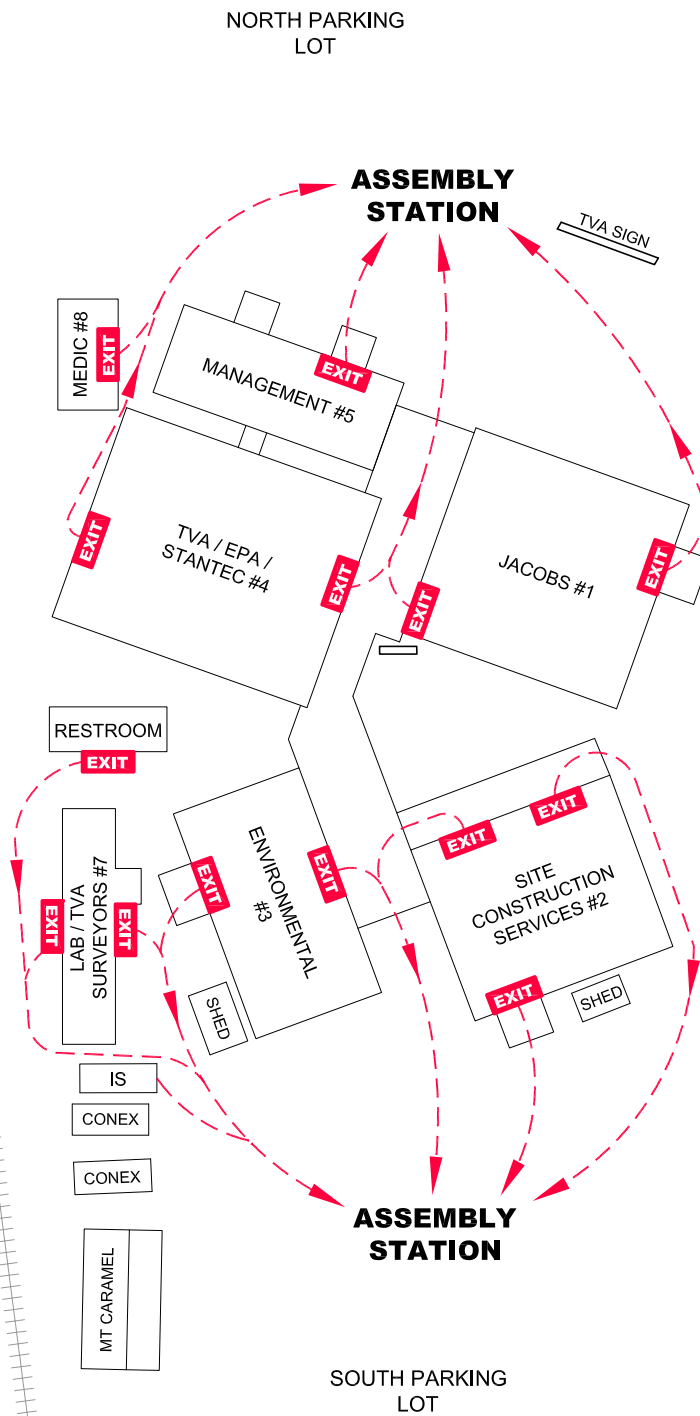 NORTH PARKING
LOT
ASSEMBLY
STATION
TVA SIGN
MEDIC #8
EXIT
MANAGEMENT #5
EXIT
TVA / EPA /
STANTEC #4
EXIT
EXIT
JACOBS #1
EXIT
EXIT
RESTROOM
EXIT
LAB / TVA
SURVEYORS #7
EXIT
EXIT
ENVIRONMENTAL
#3
EXIT
EXIT
SHED
SITE
CONSTRUCTION
SERVICES #2
EXIT
EXIT
EXIT
SHED
IS
CONEX
CONEX
MT CARAMEL
ASSEMBLY
STATION
SOUTH PARKING
LOT